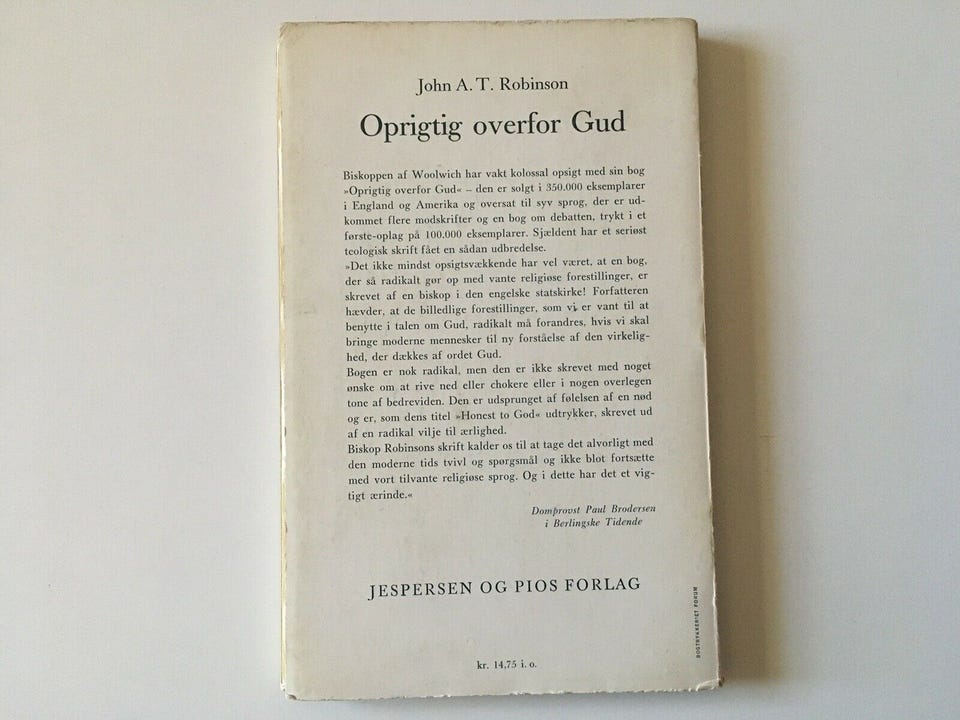 John A. T. Robinson
Oprigtig overfor Gud
Biskoppen af Woolwich har vakt kolossal opsigt med sin bog
»Oprigtig overfor Gud« – den er solgt i 350.000 eksemplarer
i England og Amerika og oversat til syv sprog, der er ud-
kommet flere modskrifter og en bog om debatten, trykt i et
første-oplag på 100.000 eksemplarer. Sjældent har et seriøst
teologisk skrift fået en sådan udbredelse.
»Det ikke mindst opsigtsvækkende har vel været, at en bog,
der så radikalt gør op med vante religiøse forestillinger, er
skrevet af en biskop i den engelske statskirke! Forfatteren
hævder, at de billedlige forestillinger, som vi er vant til at
benytte i talen om Gud, radikalt må forandres, hvis vi skal
bringe moderne mennesker til ny forståelse af den virkelig-
hed, der dækkes af ordet Gud.
Bogen er nok radikal, men den er ikke skrevet med noget
ønske om at rive ned eller chokere eller i nogen overlegen
tone af bedreviden. Den er udsprunget af følelsen af en nød
og er, som dens titel »Honest to God« udtrykker, skrevet ud
af en radikal vilje til ærlighed.
Biskop Robinsons skrift kalder os til at tage det alvorligt med
den moderne tids tvivl og spørgsmål og ikke blot fortsætte
med vort tilvante religiøse sprog. Og i dette har det et vig-
tigt ærinde.«
Domprovst Paul Brodersen
i Berlingske Tidende
JESPERSEN OG PIOS FORLAG
kr. 14,75 i. o.
BOGTRYKKERIET FORUM